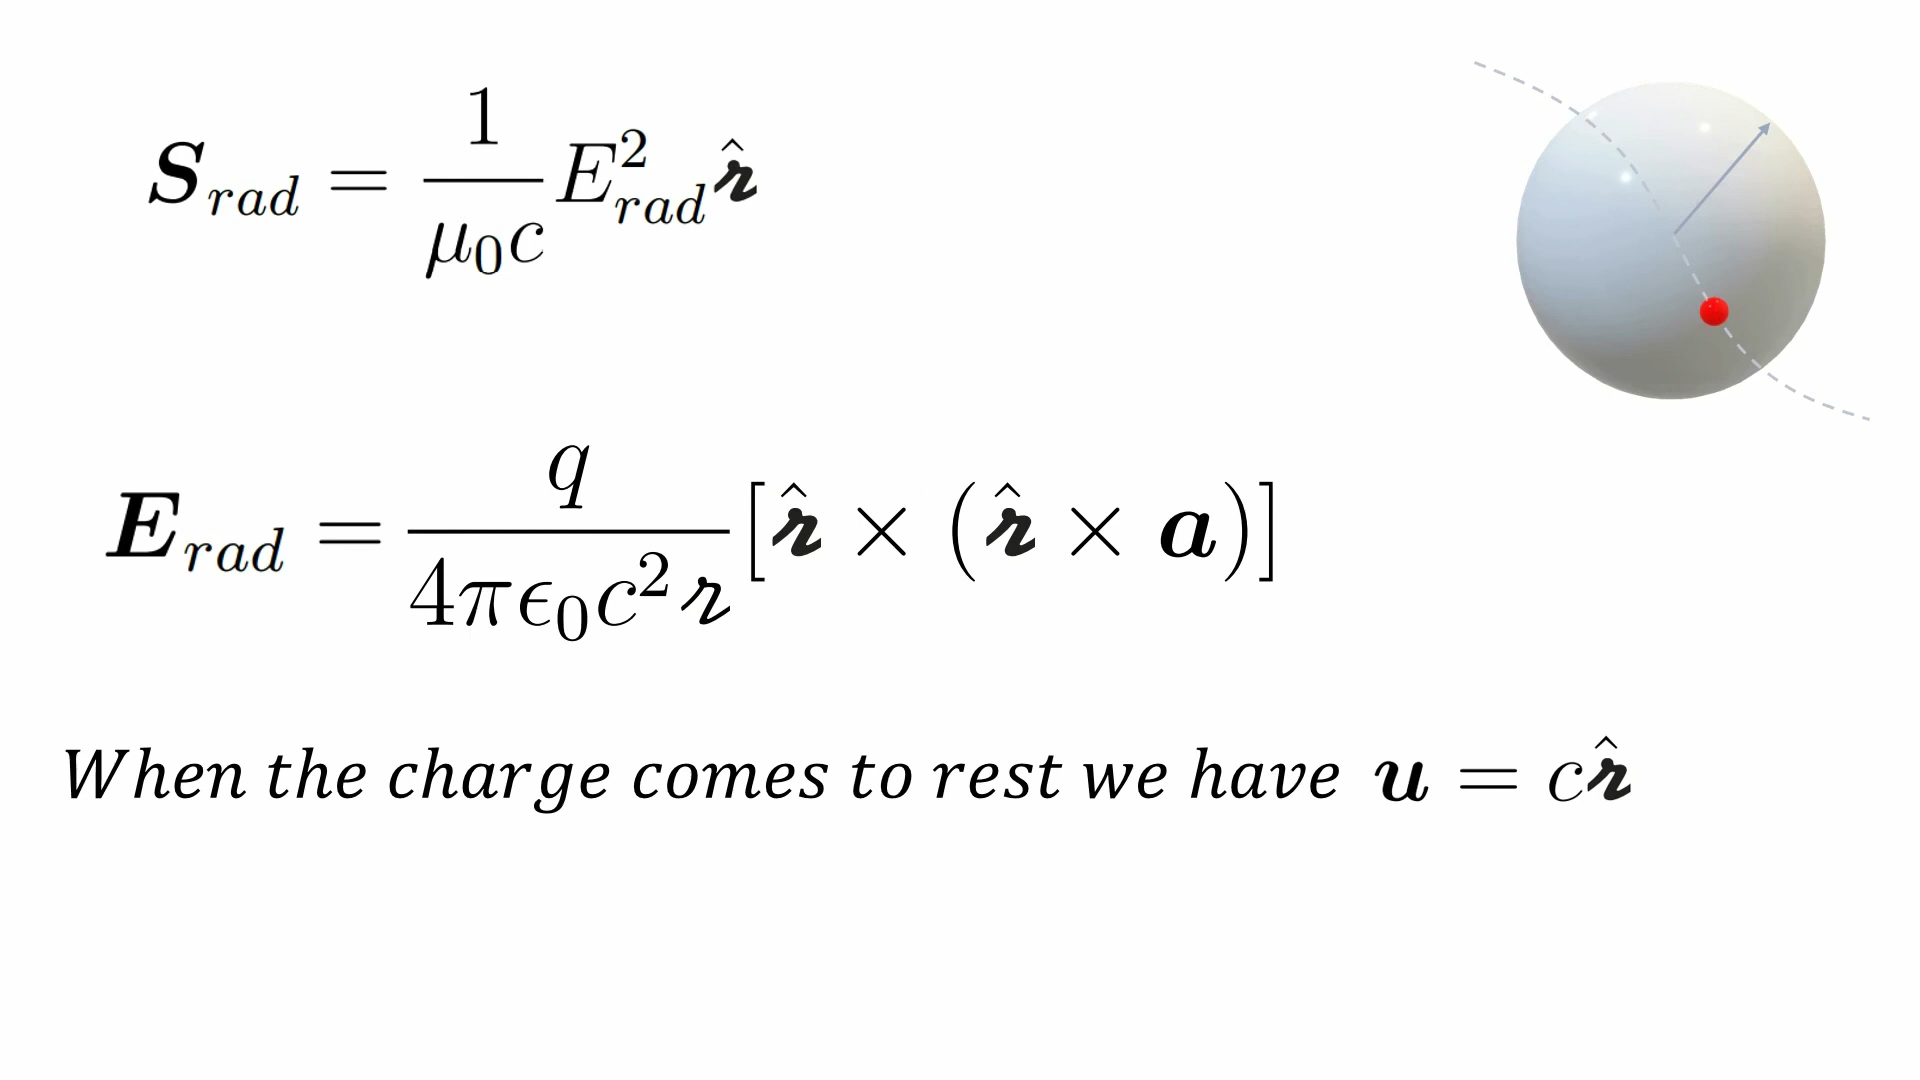 𝑺_rad = 1/(μ₀c) E²_rad 𝓻̂
𝑬_rad = q/(4πϵ₀c²𝓇) [𝓻̂ × (𝓻̂ × 𝒂)]
When the charge comes to rest we have 𝒖 = c𝓻̂